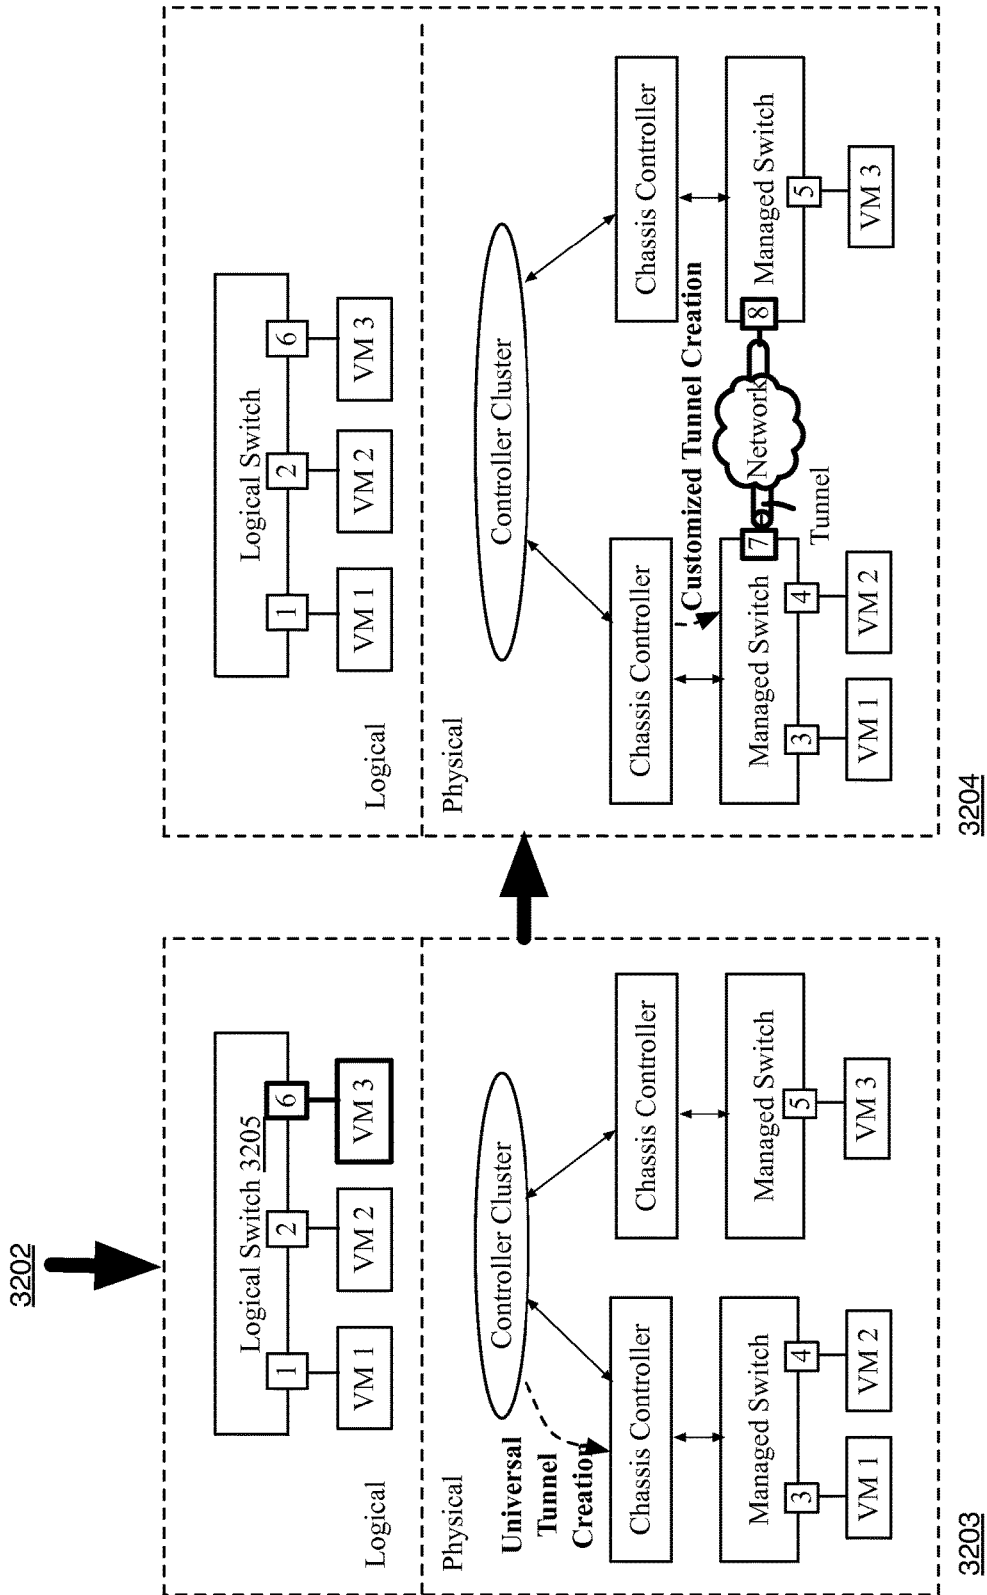 3202
Logical Switch 3205
1
2
6
VM 1
VM 2
VM 3
Logical
Physical
Controller Cluster
Universal
Tunnel
Creation
Chassis Controller
Chassis Controller
Managed Switch
Managed Switch
3
4
5
VM 1
VM 2
VM 3
3203
Logical Switch
1
2
6
VM 1
VM 2
VM 3
Logical
Physical
Controller Cluster
Chassis Controller
Chassis Controller
Customized Tunnel Creation
Managed Switch
7
Network
8
Managed Switch
Tunnel
3
4
5
VM 1
VM 2
VM 3
3204